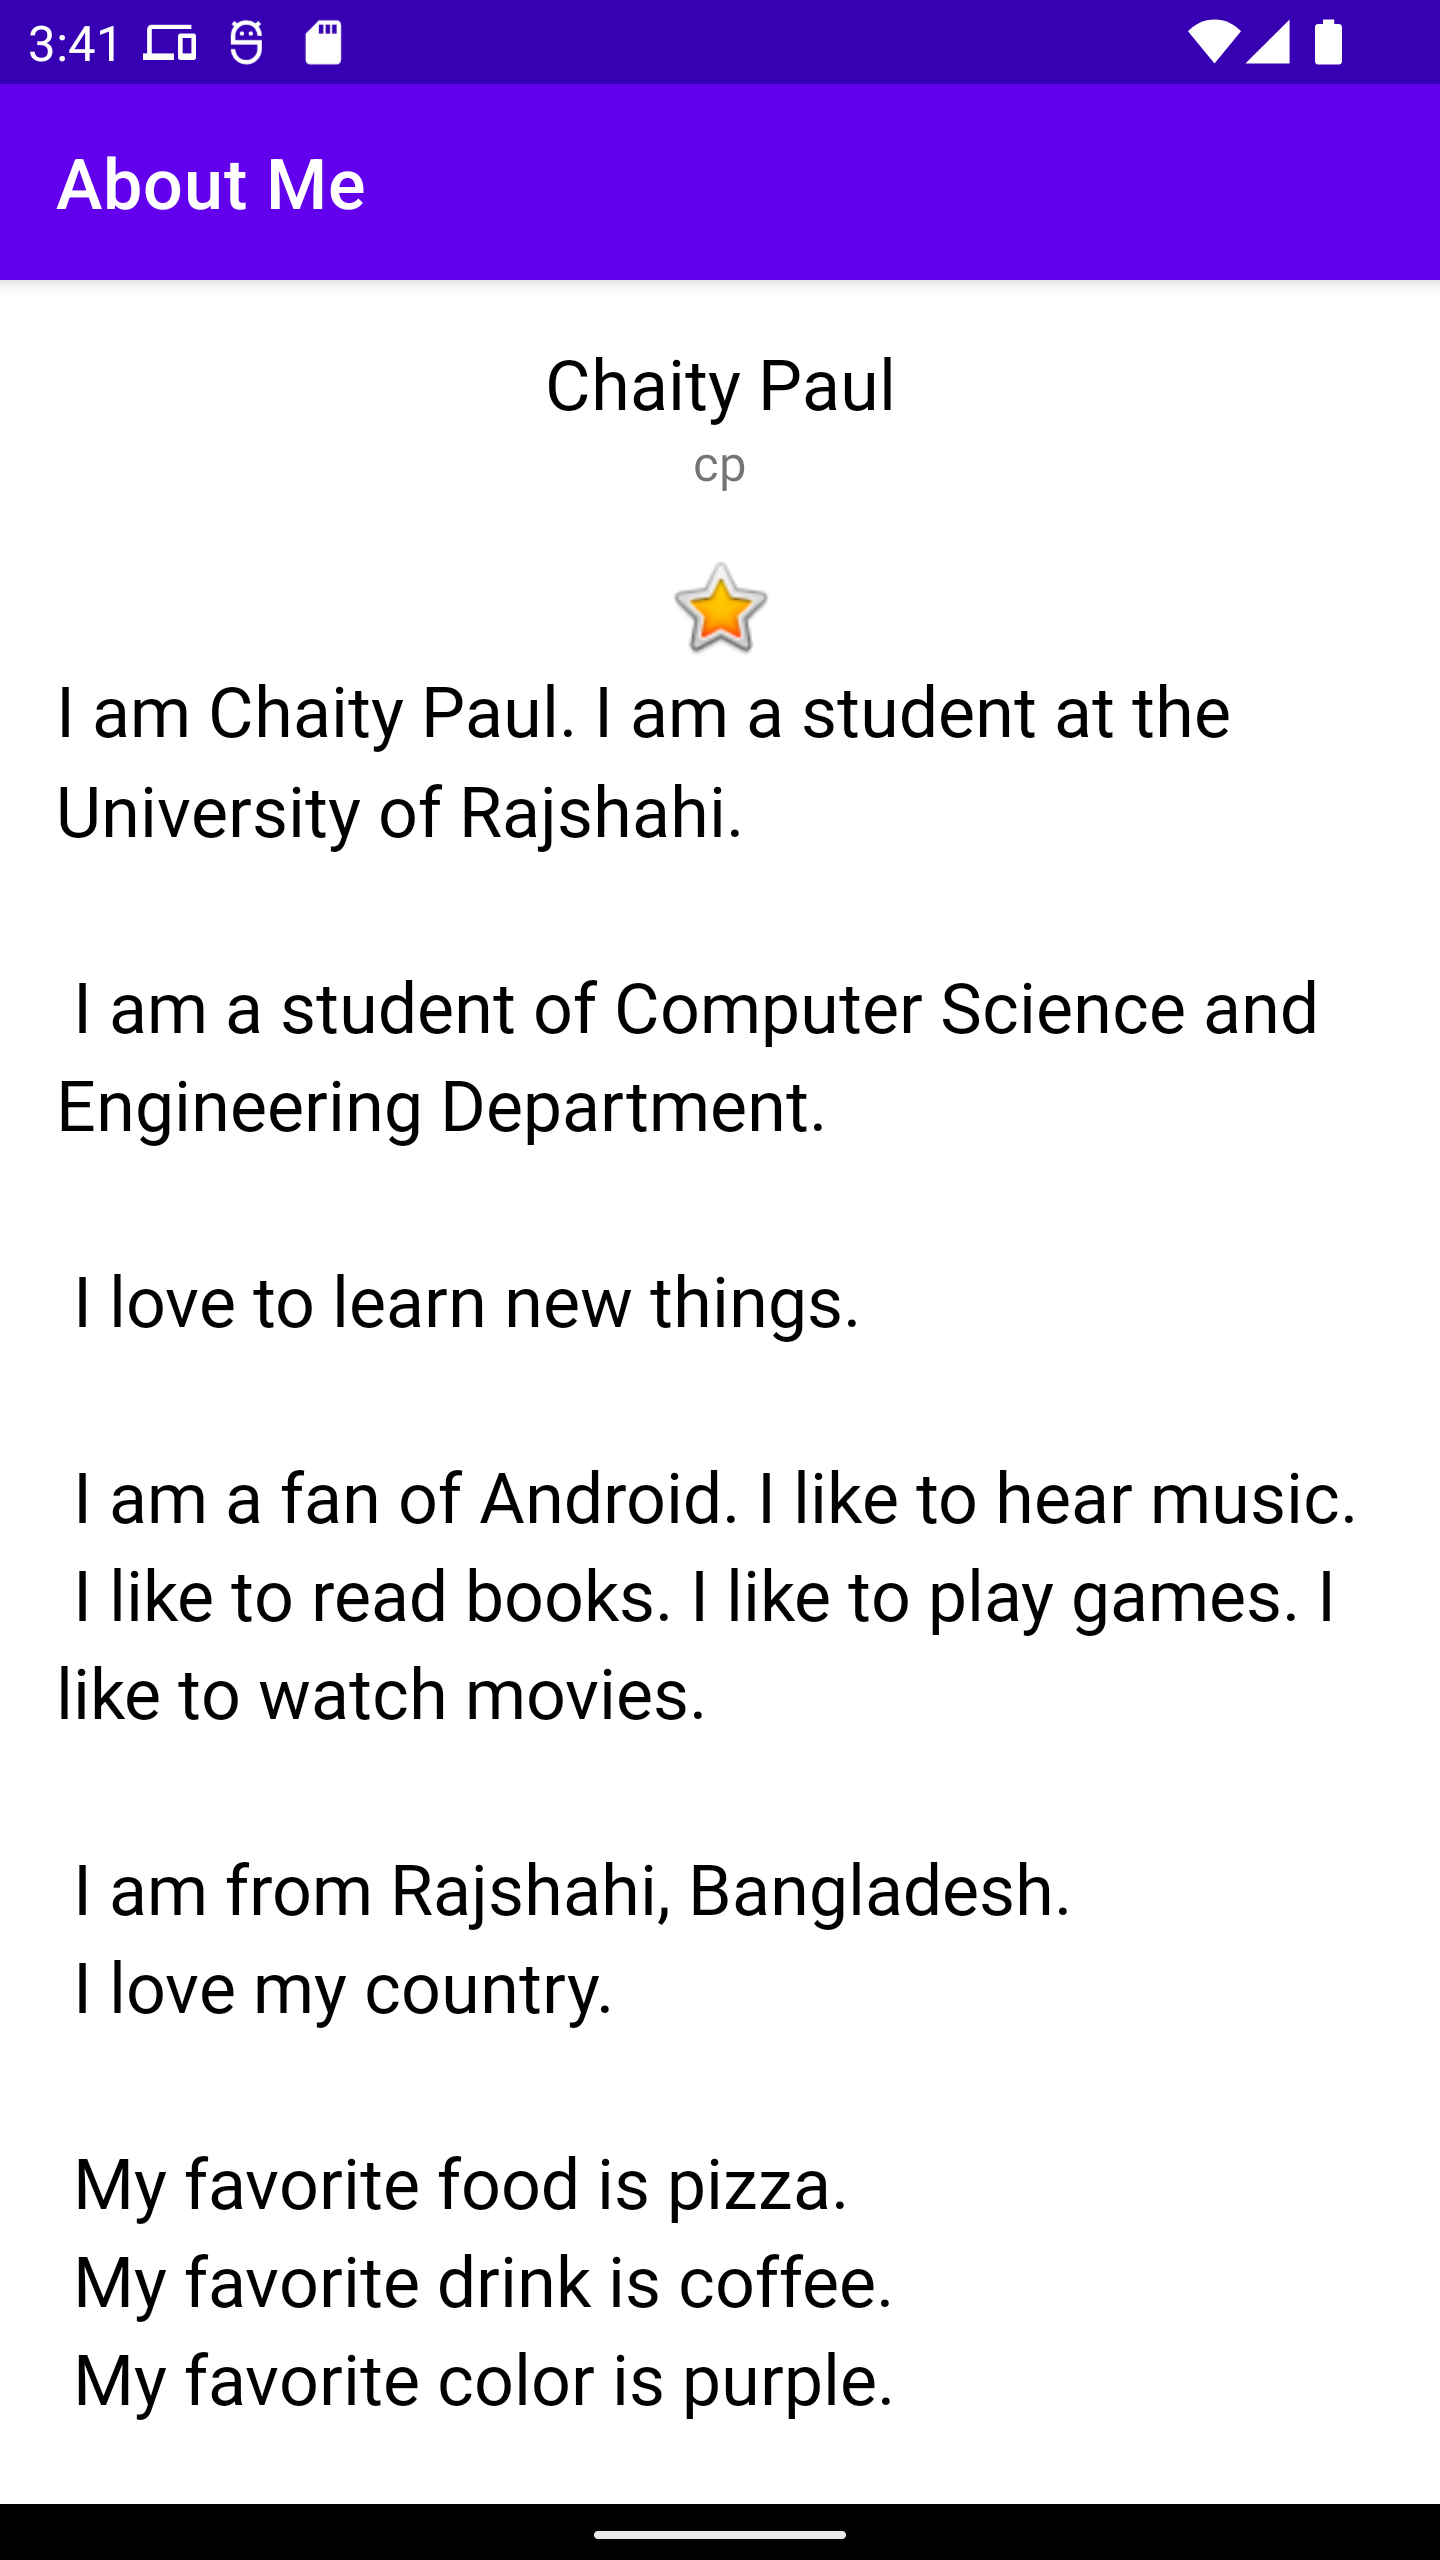 3:41
About Me
Chaity Paul
cp
I am Chaity Paul. I am a student at the
University of Rajshahi.
I am a student of Computer Science and
Engineering Department.
I love to learn new things.
I am a fan of Android. I like to hear music.
I like to read books. I like to play games. I
like to watch movies.
I am from Rajshahi, Bangladesh.
I love my country.
My favorite food is pizza.
My favorite drink is coffee.
My favorite color is purple.